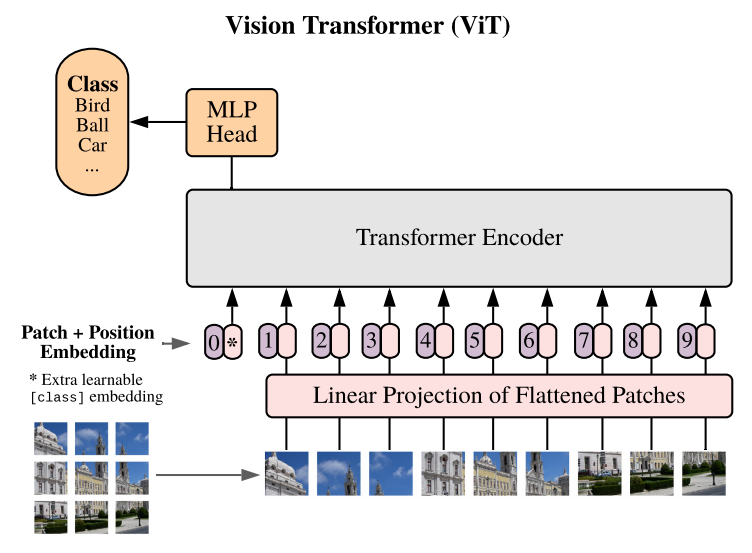 Vision Transformer (ViT)
Class
Bird
Ball
Car
...
MLP
Head
Transformer Encoder
Patch + Position
Embedding
0 * 1 2 3 4 5 6 7 8 9
* Extra learnable
[class] embedding
Linear Projection of Flattened Patches